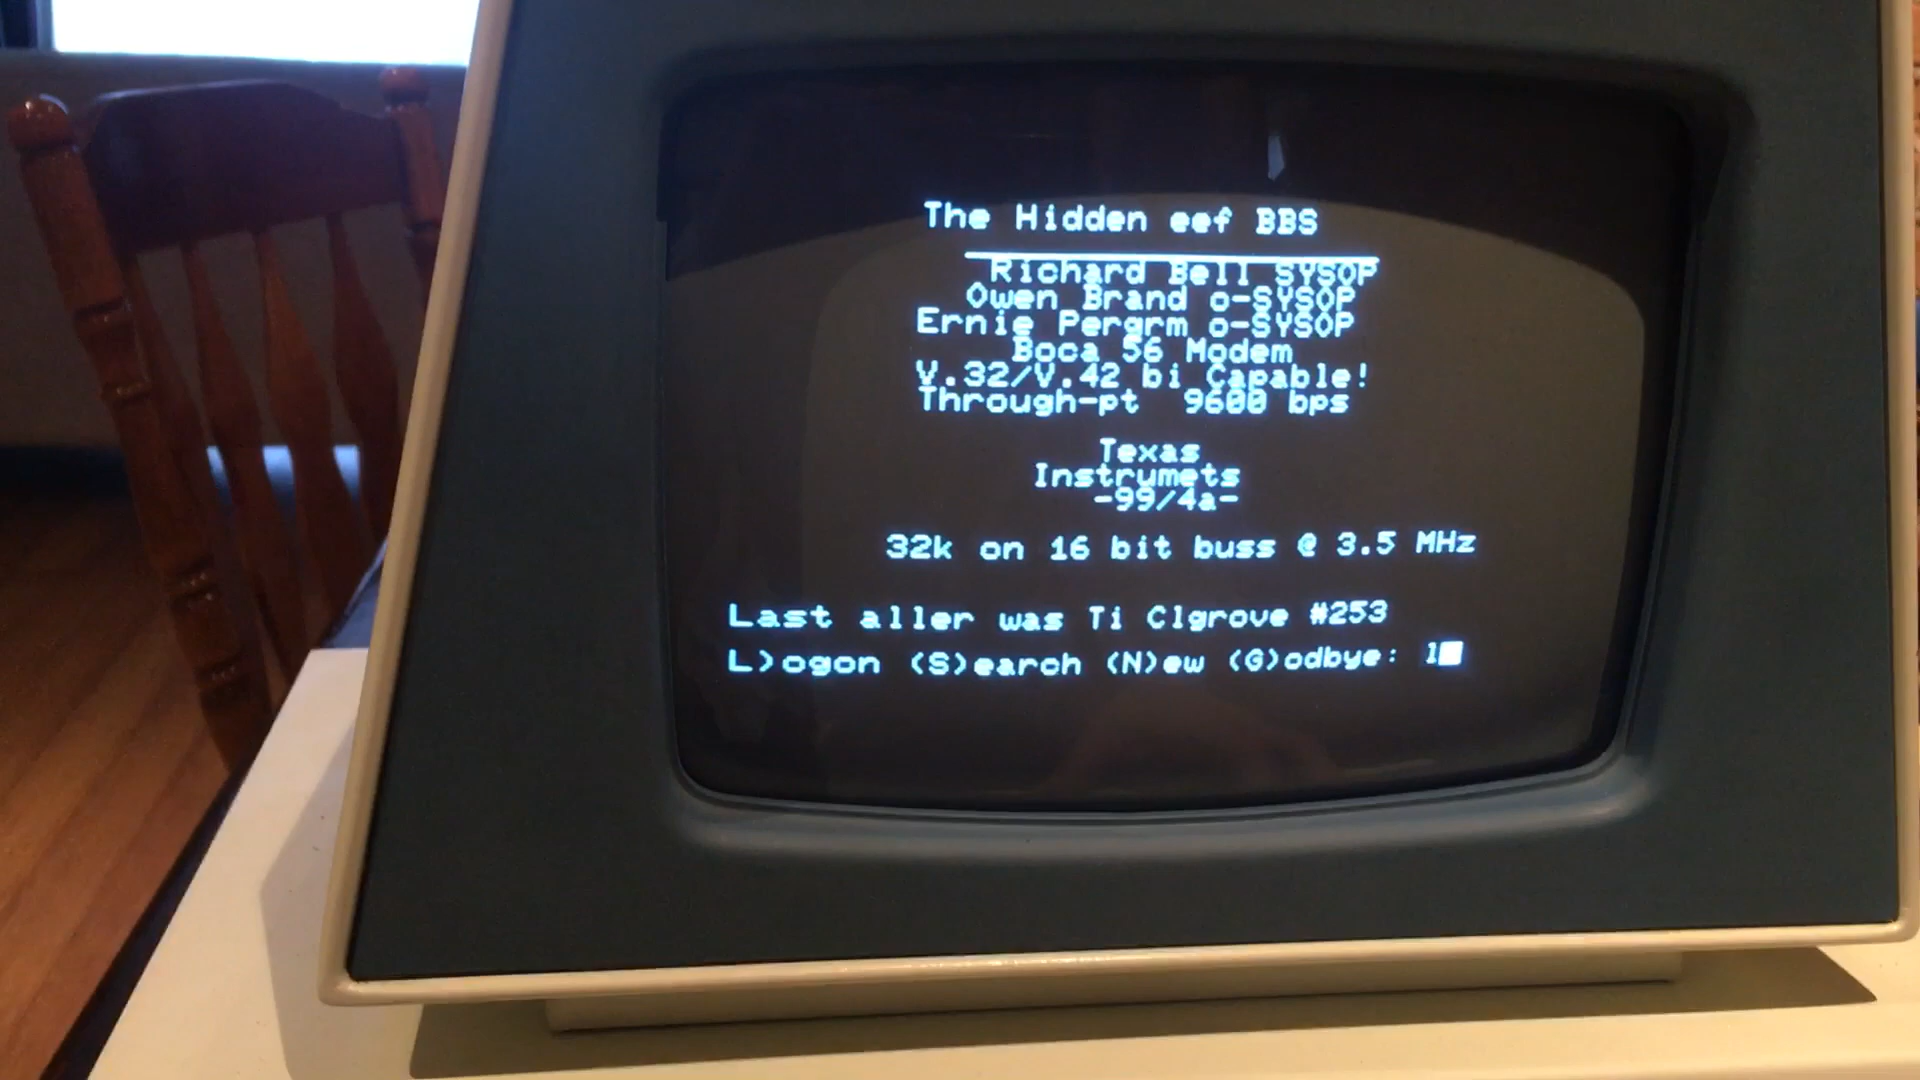 The Hidden eef BBS
Richard Bell SYSOP
Owen Brand o-SYSOP
Ernie Pergrm o-SYSOP
Boca 56 Modem
V.32/V.42 bi Capable!
Through-pt 9600 bps
Texas
Instrumets
-99/4a-
32k on 16 bit buss @ 3.5 MHz
Last aller was Ti Clgrove #253
L)ogon (S)earch (N)ew (G)odbye: l